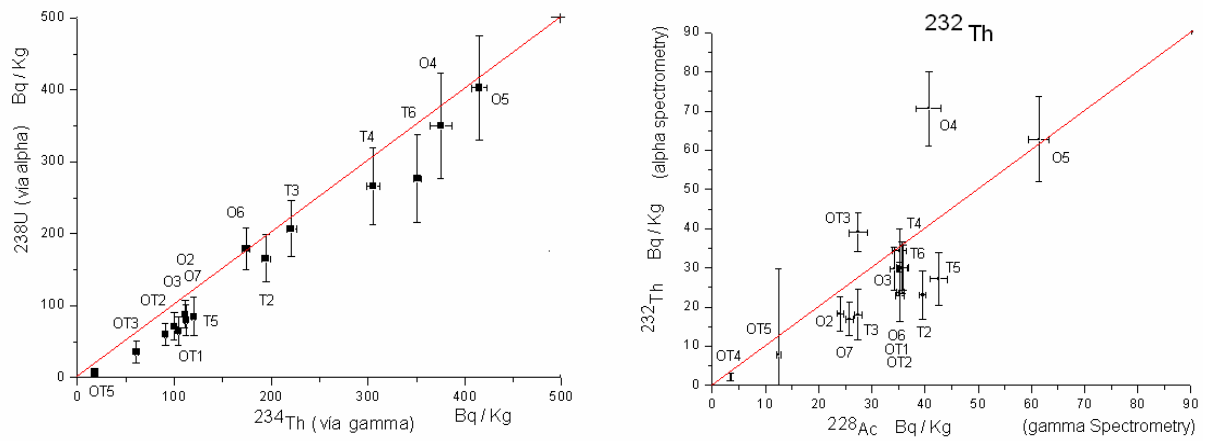 500
400
300
200
100
0
238U (vía alpha) Bq / Kg
O4
O5
T6
T4
T3
O6
T2
O2
O3
O7
OT2
T5
OT3
OT1
OT5
0 100 200 300 400 500
234Th (vía gamma) Bq / Kg
232 Th
90
80
70
60
50
40
30
20
10
0
232Th Bq / Kg (alpha spectrometry)
O4
O5
OT3
T4
T6
O3
T5
OT5
O2
T3
O6
T2
O7
OT1
OT4
OT2
0 10 20 30 40 50 60 70 80 90
228Ac Bq / Kg (gamma Spectrometry)